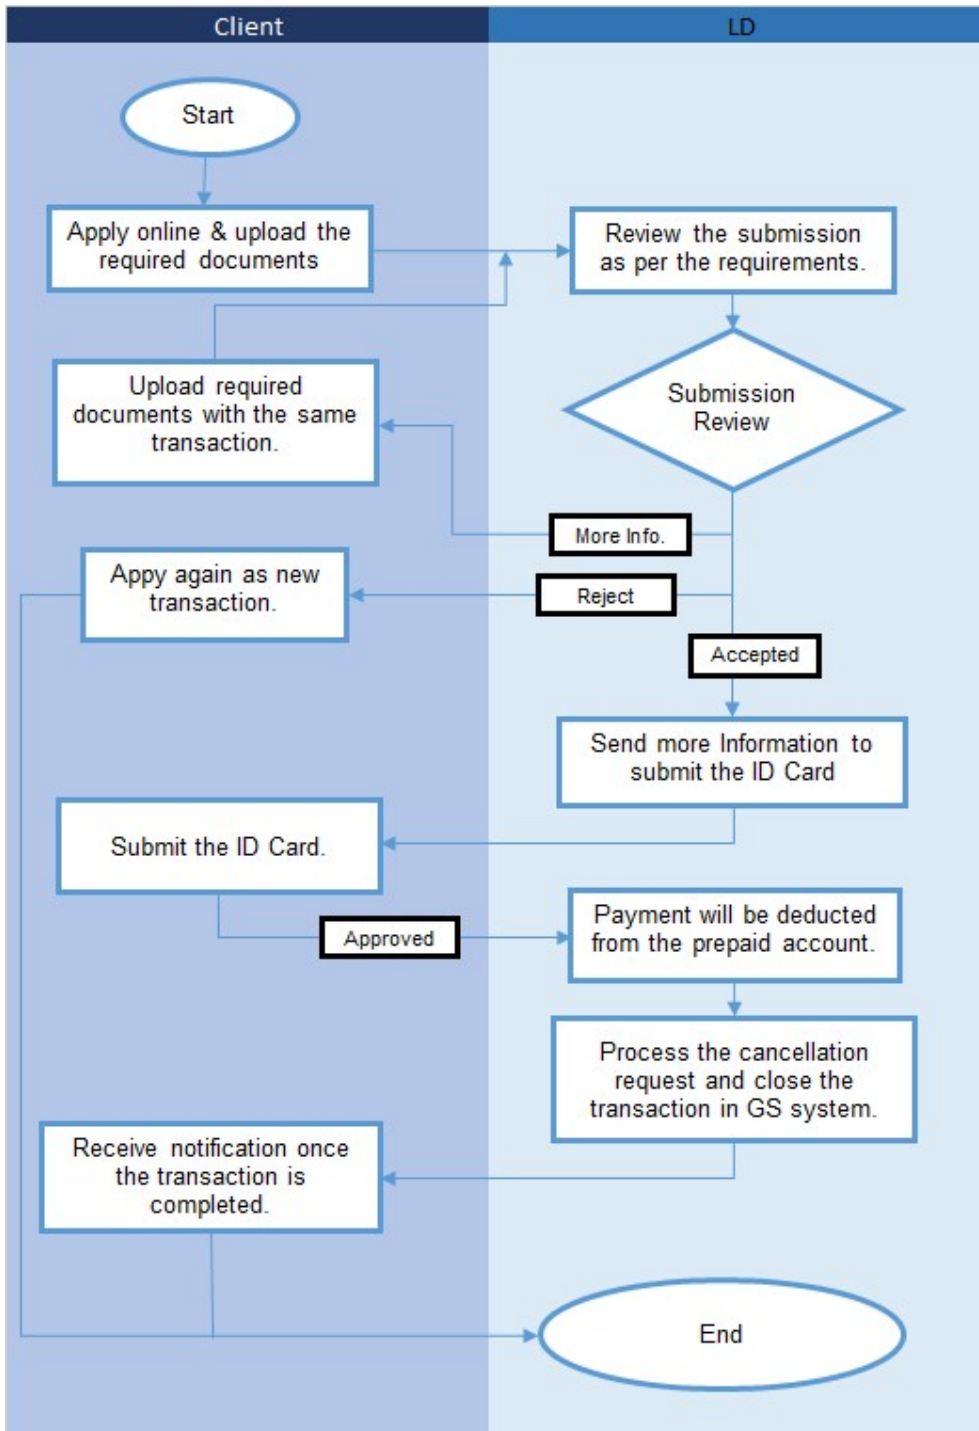 Client
LD
Start
Apply online & upload the
required documents
Review the submission
as per the requirements.
Upload required
documents with the same
transaction.
Submission
Review
More Info.
Appy again as new
transaction.
Reject
Accepted
Send more Information to
submit the ID Card
Submit the ID Card.
Approved
Payment will be deducted
from the prepaid account.
Process the cancellation
request and close the
transaction in GS system.
Receive notification once
the transaction is
completed.
End